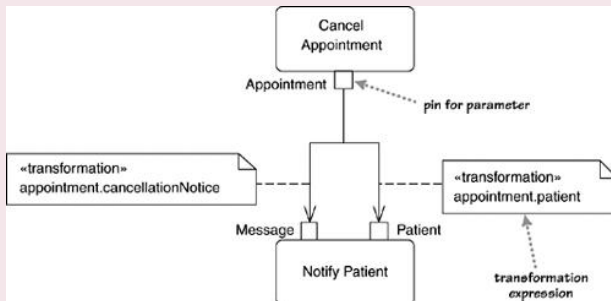 Cancel
Appointment
Appointment
pin for parameter
«transformation»
appointment.cancellationNotice
«transformation»
appointment.patient
Message
Patient
Notify Patient
transformation
expression